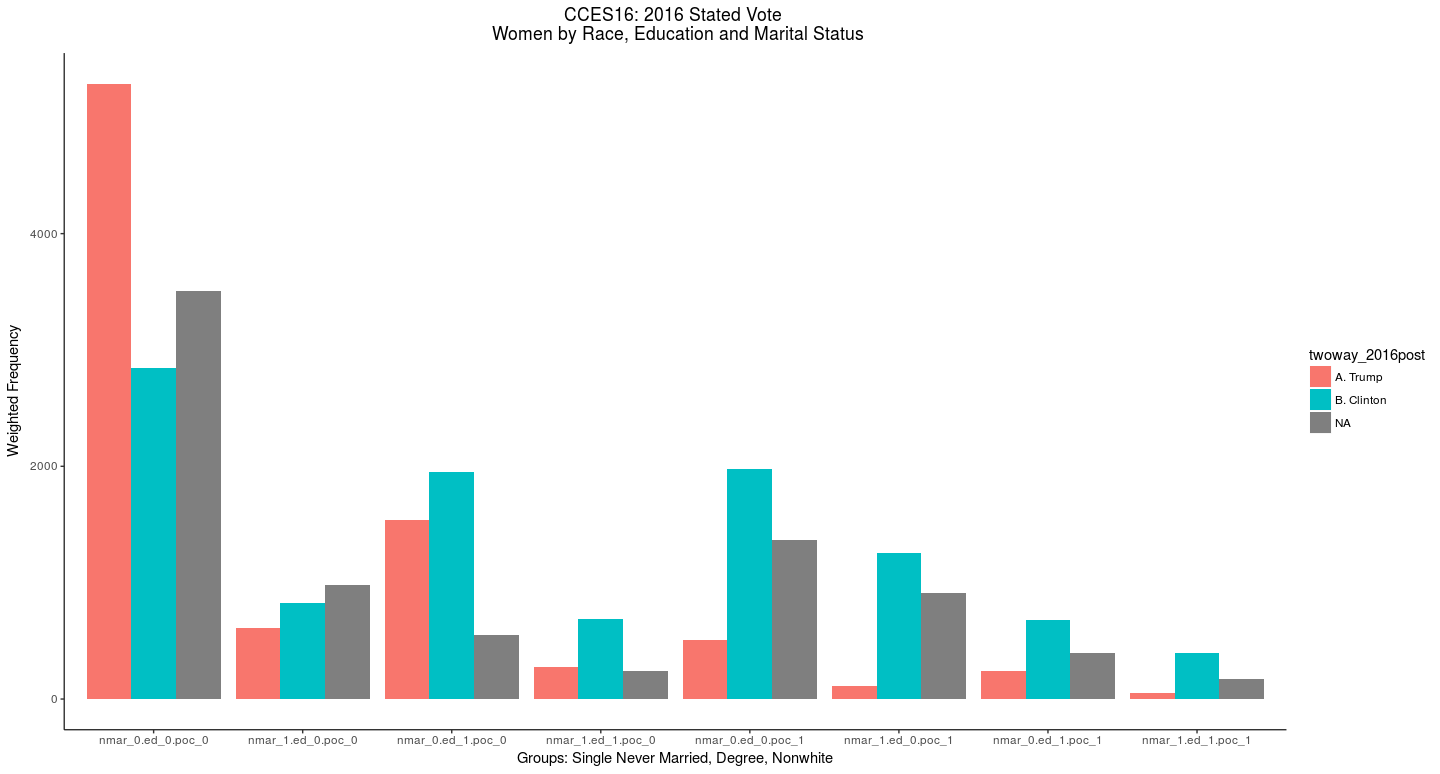 CCES16: 2016 Stated Vote
Women by Race, Education and Marital Status
Weighted Frequency
4000
2000
0
nmar_0.ed_0.poc_0
nmar_1.ed_0.poc_0
nmar_0.ed_1.poc_0
nmar_1.ed_1.poc_0
nmar_0.ed_0.poc_1
nmar_1.ed_0.poc_1
nmar_0.ed_1.poc_1
nmar_1.ed_1.poc_1
Groups: Single Never Married, Degree, Nonwhite
twoway_2016post
A. Trump
B. Clinton
NA